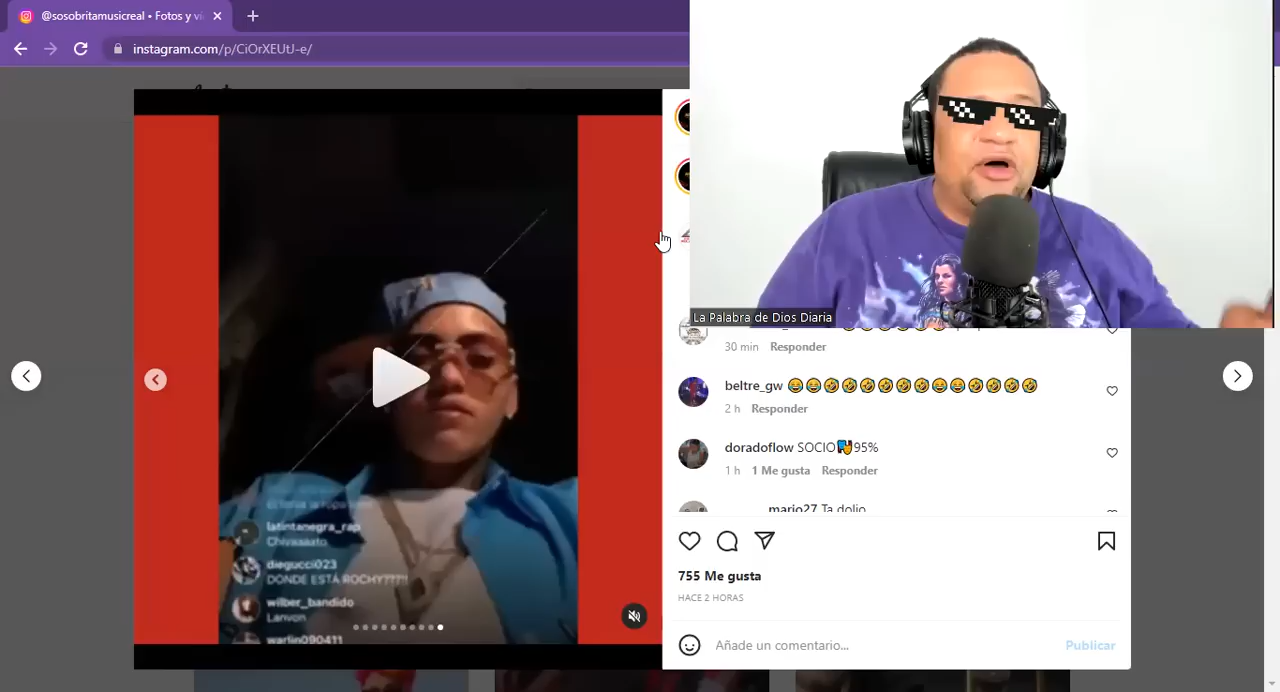 @sosobritamusicreal • Fotos y vi
instagram.com/p/CiOrXEUtJ-e/
La Palabra de Dios Diaria
30 min Responder
beltre_gw 😂😂🤣🤣🤣🤣🤣🤣😂😂🤣🤣🤣🤣
2 h Responder
doradoflow SOCIO 95%
1 h 1 Me gusta Responder
mario27 Ta dolio
latintanegra_rap
Chivaaaxto
diegucci023
DONDE ESTÁ ROCHY????!!
wilber_bandido
Lanvon
warlin090411
755 Me gusta
HACE 2 HORAS
Añade un comentario...
Publicar